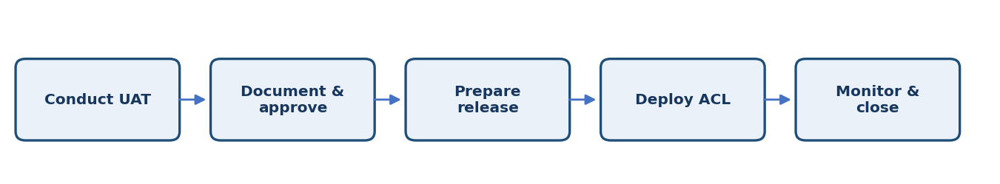 Conduct UAT
Document &
approve
Prepare
release
Deploy ACL
Monitor &
close